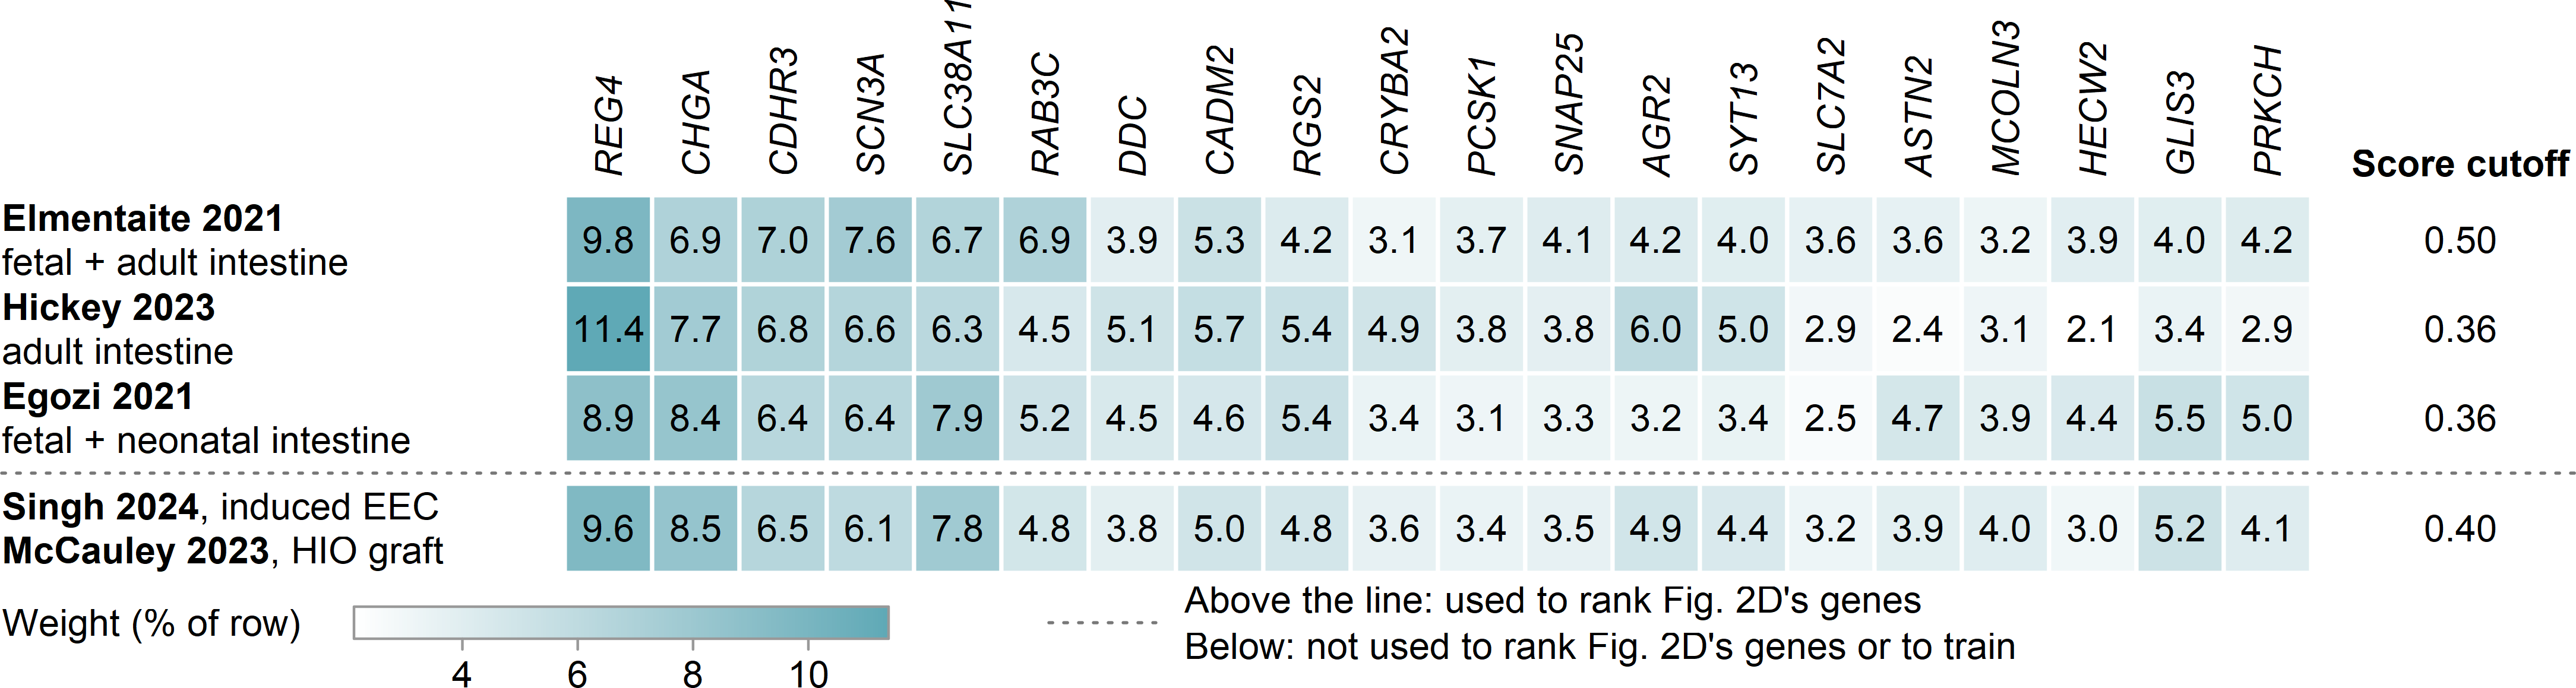 REG4 CHGA CDHR3 SCN3A SLC38A11 RAB3C DDC CADM2 RGS2 CRYBA2 PCSK1 SNAP25 AGR2 SYT13 SLC7A2 ASTN2 MCOLN3 HECW2 GLIS3 PRKCH Score cutoff
Elmentaite 2021
fetal + adult intestine
9.8 6.9 7.0 7.6 6.7 6.9 3.9 5.3 4.2 3.1 3.7 4.1 4.2 4.0 3.6 3.6 3.2 3.9 4.0 4.2 0.50
Hickey 2023
adult intestine
11.4 7.7 6.8 6.6 6.3 4.5 5.1 5.7 5.4 4.9 3.8 3.8 6.0 5.0 2.9 2.4 3.1 2.1 3.4 2.9 0.36
Egozi 2021
fetal + neonatal intestine
8.9 8.4 6.4 6.4 7.9 5.2 4.5 4.6 5.4 3.4 3.1 3.3 3.2 3.4 2.5 4.7 3.9 4.4 5.5 5.0 0.36
Singh 2024, induced EEC
McCauley 2023, HIO graft
9.6 8.5 6.5 6.1 7.8 4.8 3.8 5.0 4.8 3.6 3.4 3.5 4.9 4.4 3.2 3.9 4.0 3.0 5.2 4.1 0.40
Weight (% of row)
4 6 8 10
Above the line: used to rank Fig. 2D's genes
Below: not used to rank Fig. 2D's genes or to train